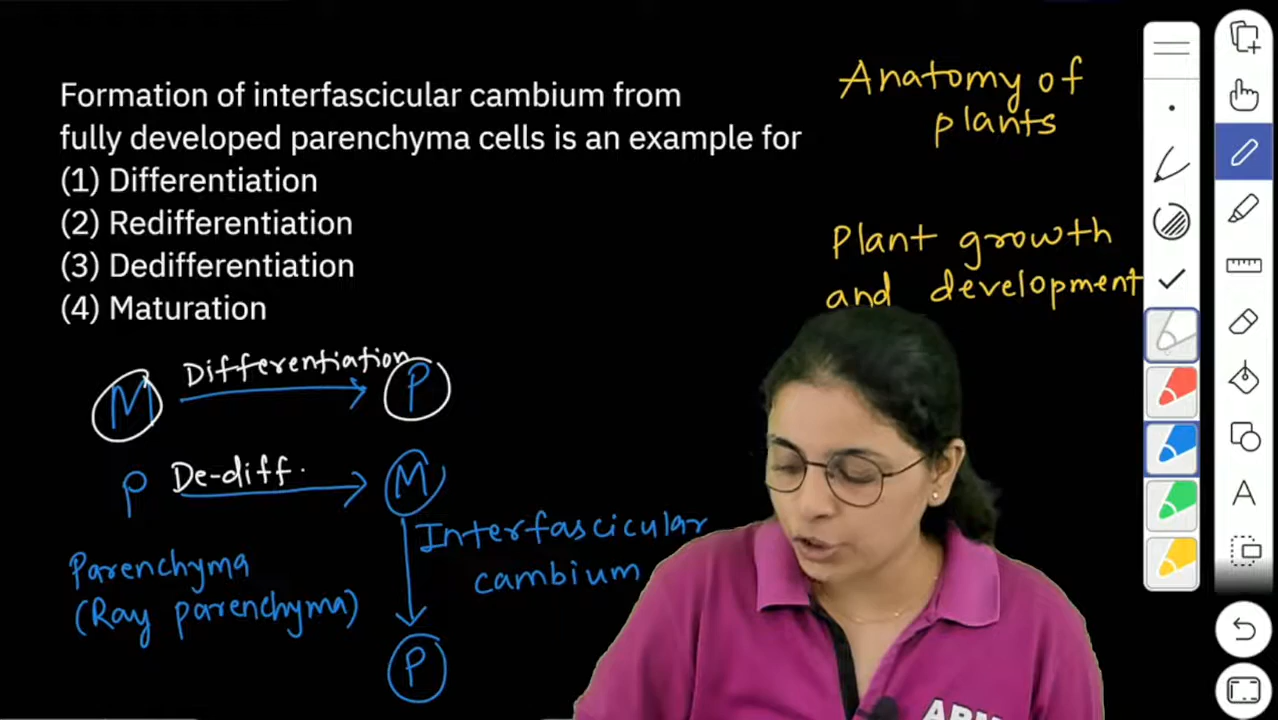 Formation of interfascicular cambium from
fully developed parenchyma cells is an example for
(1) Differentiation
(2) Redifferentiation
(3) Dedifferentiation
(4) Maturation
Anatomy of
plants
Plant growth
and development
M Differentiation P
P De-diff. M
Interfascicular
cambium
Parenchyma
(Ray parenchyma)
P
A